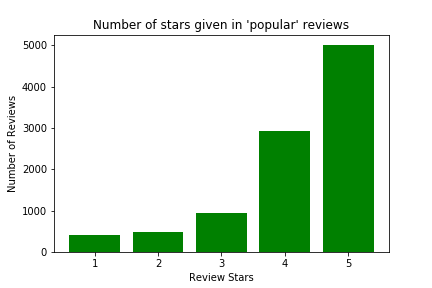 Number of stars given in 'popular' reviews
5000
4000
3000
2000
1000
0
Number of Reviews
1 2 3 4 5
Review Stars